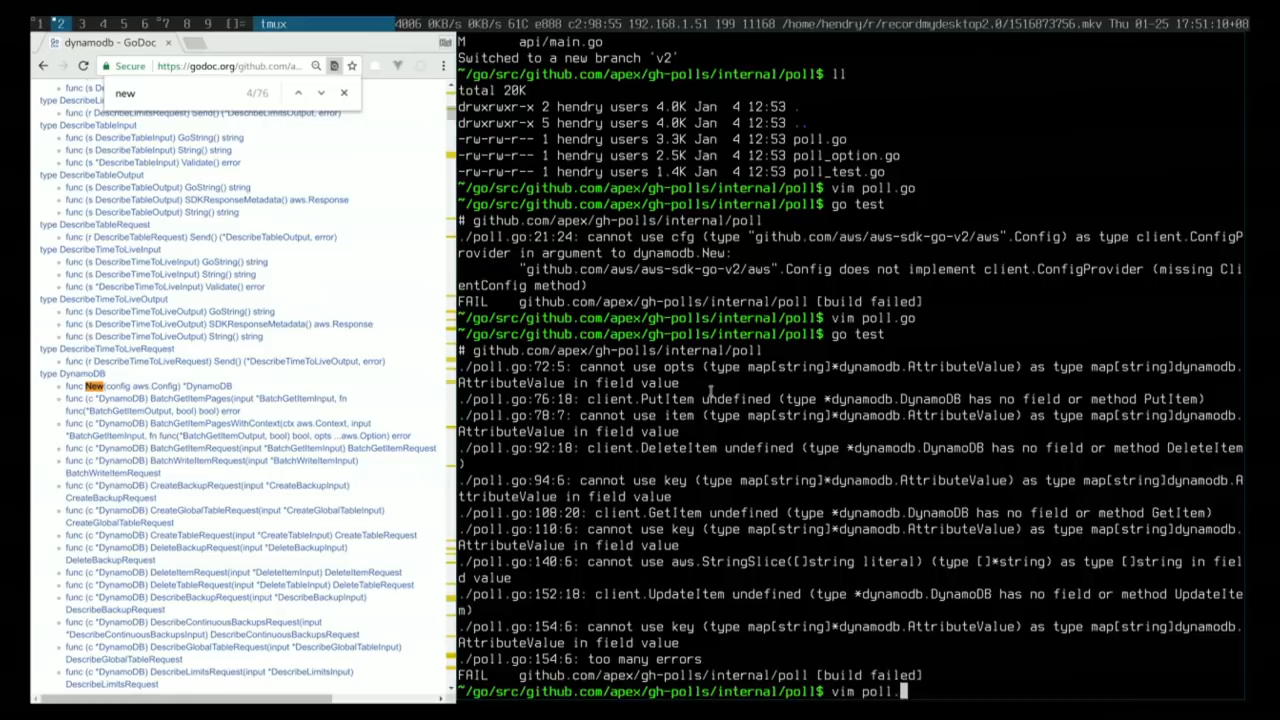 1 2 3 4 5 6 7 8 9 []= tmux 4006 0KB/s 0KB/s 61C e888 c2:98:55 192.168.1.51 199 11168 /home/hendry/r/recordmydesktop2.0/1516873756.mkv Thu 01-25 17:51:10+08
dynamodb - GoDoc
Secure https://godoc.org/github.com/a...
new 4/76
func (s
type DescribeLi
func (r DescribeLimitsRequest) Send() (*DescribeLimitsOutput, error)
type DescribeTableInput
func (s DescribeTableInput) GoString() string
func (s DescribeTableInput) String() string
func (s *DescribeTableInput) Validate() error
type DescribeTableOutput
func (s DescribeTableOutput) GoString() string
func (s DescribeTableOutput) SDKResponseMetadata() aws.Response
func (s DescribeTableOutput) String() string
type DescribeTableRequest
func (r DescribeTableRequest) Send() (*DescribeTableOutput, error)
type DescribeTimeToLiveInput
func (s DescribeTimeToLiveInput) GoString() string
func (s DescribeTimeToLiveInput) String() string
func (s *DescribeTimeToLiveInput) Validate() error
type DescribeTimeToLiveOutput
func (s DescribeTimeToLiveOutput) GoString() string
func (s DescribeTimeToLiveOutput) SDKResponseMetadata() aws.Response
func (s DescribeTimeToLiveOutput) String() string
type DescribeTimeToLiveRequest
func (r DescribeTimeToLiveRequest) Send() (*DescribeTimeToLiveOutput, error)
type DynamoDB
func New(config aws.Config) *DynamoDB
func (c *DynamoDB) BatchGetItemPages(input *BatchGetItemInput, fn
func(*BatchGetItemOutput, bool) bool) error
func (c *DynamoDB) BatchGetItemPagesWithContext(ctx aws.Context, input
*BatchGetItemInput, fn func(*BatchGetItemOutput, bool) bool, opts ...aws.Option) error
func (c *DynamoDB) BatchGetItemRequest(input *BatchGetItemInput) BatchGetItemRequest
func (c *DynamoDB) BatchWriteItemRequest(input *BatchWriteItemInput)
BatchWriteItemRequest
func (c *DynamoDB) CreateBackupRequest(input *CreateBackupInput)
CreateBackupRequest
func (c *DynamoDB) CreateGlobalTableRequest(input *CreateGlobalTableInput)
CreateGlobalTableRequest
func (c *DynamoDB) CreateTableRequest(input *CreateTableInput) CreateTableRequest
func (c *DynamoDB) DeleteBackupRequest(input *DeleteBackupInput)
DeleteBackupRequest
func (c *DynamoDB) DeleteItemRequest(input *DeleteItemInput) DeleteItemRequest
func (c *DynamoDB) DeleteTableRequest(input *DeleteTableInput) DeleteTableRequest
func (c *DynamoDB) DescribeBackupRequest(input *DescribeBackupInput)
DescribeBackupRequest
func (c *DynamoDB) DescribeContinuousBackupsRequest(input
*DescribeContinuousBackupsInput) DescribeContinuousBackupsRequest
func (c *DynamoDB) DescribeGlobalTableRequest(input *DescribeGlobalTableInput)
DescribeGlobalTableRequest
func (c *DynamoDB) DescribeLimitsRequest(input *DescribeLimitsInput)
DescribeLimitsRequest
M api/main.go
Switched to a new branch 'v2'
~/go/src/github.com/apex/gh-polls/internal/poll$ ll
total 20K
drwxrwxr-x 2 hendry users 4.0K Jan 4 12:53 .
drwxrwxr-x 5 hendry users 4.0K Jan 4 12:53 ..
-rw-rw-r-- 1 hendry users 3.3K Jan 4 12:53 poll.go
-rw-rw-r-- 1 hendry users 2.5K Jan 4 12:53 poll_option.go
-rw-rw-r-- 1 hendry users 1.4K Jan 4 12:53 poll_test.go
~/go/src/github.com/apex/gh-polls/internal/poll$ vim poll.go
~/go/src/github.com/apex/gh-polls/internal/poll$ go test
# github.com/apex/gh-polls/internal/poll
./poll.go:21:24: cannot use cfg (type "github.com/aws/aws-sdk-go-v2/aws".Config) as type client.ConfigP
rovider in argument to dynamodb.New:
"github.com/aws/aws-sdk-go-v2/aws".Config does not implement client.ConfigProvider (missing Cli
entConfig method)
FAIL github.com/apex/gh-polls/internal/poll [build failed]
~/go/src/github.com/apex/gh-polls/internal/poll$ vim poll.go
~/go/src/github.com/apex/gh-polls/internal/poll$ go test
# github.com/apex/gh-polls/internal/poll
./poll.go:72:5: cannot use opts (type map[string]*dynamodb.AttributeValue) as type map[string]dynamodb.
AttributeValue in field value
./poll.go:76:18: client.PutItem undefined (type *dynamodb.DynamoDB has no field or method PutItem)
./poll.go:78:7: cannot use item (type map[string]*dynamodb.AttributeValue) as type map[string]dynamodb.
AttributeValue in field value
./poll.go:92:18: client.DeleteItem undefined (type *dynamodb.DynamoDB has no field or method DeleteItem
)
./poll.go:94:6: cannot use key (type map[string]*dynamodb.AttributeValue) as type map[string]dynamodb.A
ttributeValue in field value
./poll.go:108:20: client.GetItem undefined (type *dynamodb.DynamoDB has no field or method GetItem)
./poll.go:110:6: cannot use key (type map[string]*dynamodb.AttributeValue) as type map[string]dynamodb.
AttributeValue in field value
./poll.go:140:6: cannot use aws.StringSlice([]string literal) (type []*string) as type []string in fiel
d value
./poll.go:152:18: client.UpdateItem undefined (type *dynamodb.DynamoDB has no field or method UpdateIte
m)
./poll.go:154:6: cannot use key (type map[string]*dynamodb.AttributeValue) as type map[string]dynamodb.
AttributeValue in field value
./poll.go:154:6: too many errors
FAIL github.com/apex/gh-polls/internal/poll [build failed]
~/go/src/github.com/apex/gh-polls/internal/poll$ vim poll.